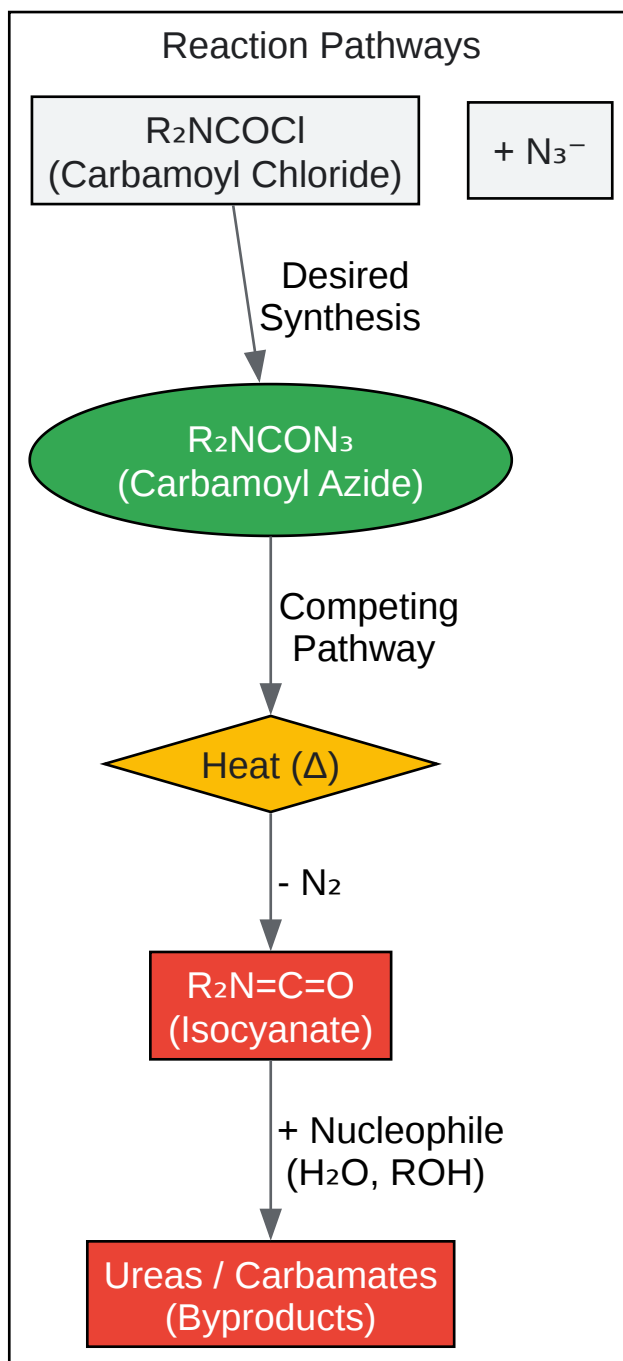 Reaction Pathways
R₂NCOCl
(Carbamoyl Chloride)
+ N₃⁻
Desired
Synthesis
R₂NCON₃
(Carbamoyl Azide)
Competing
Pathway
Heat (Δ)
- N₂
R₂N=C=O
(Isocyanate)
+ Nucleophile
(H₂O, ROH)
Ureas / Carbamates
(Byproducts)